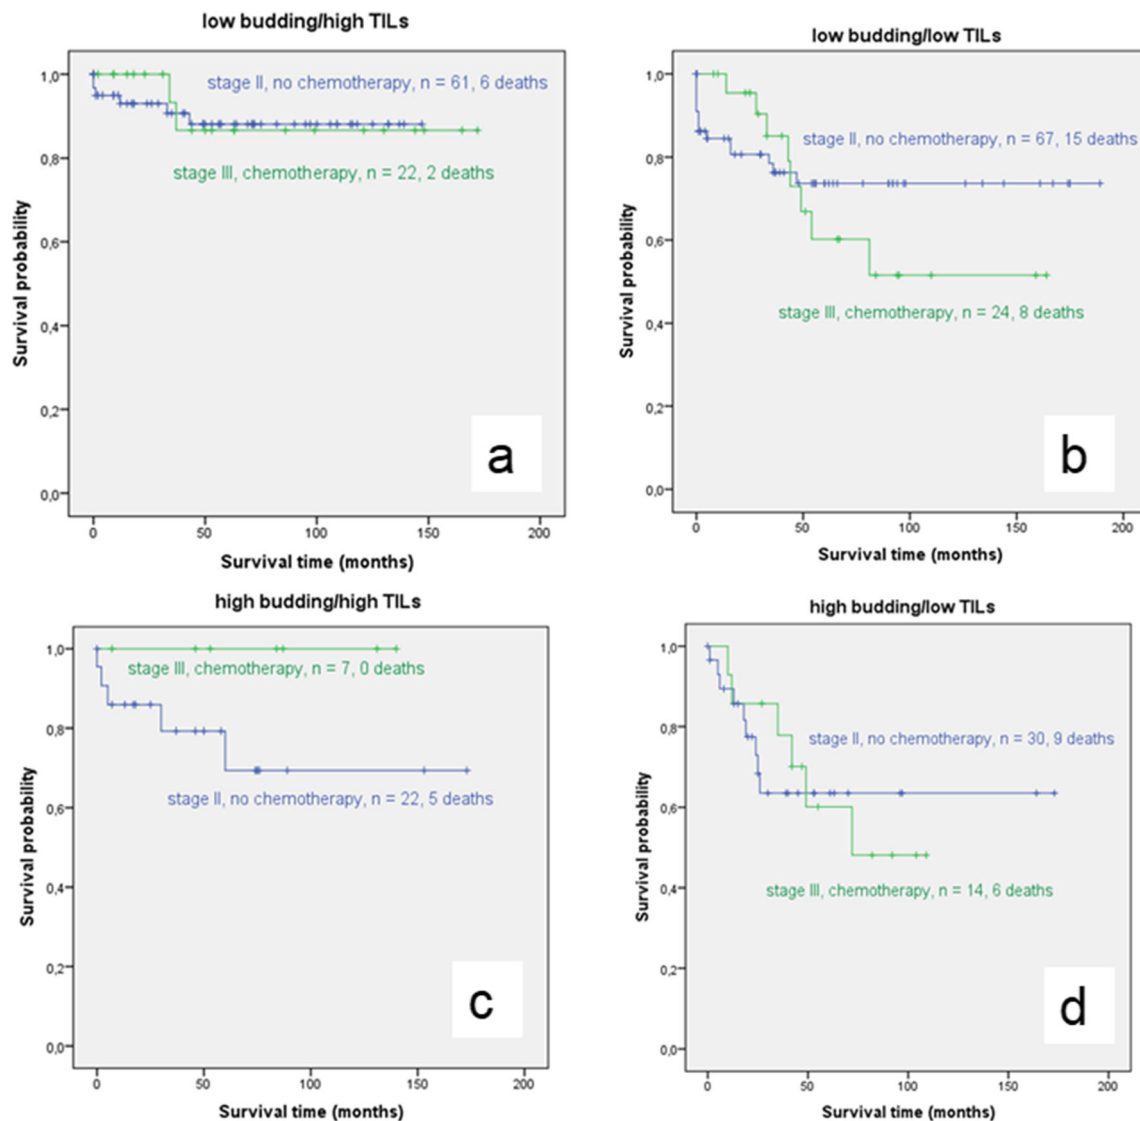 low budding/high TILs
Survival probability
1,0
0,8
0,6
0,4
0,2
0,0
stage II, no chemotherapy, n = 61, 6 deaths
stage III, chemotherapy, n = 22, 2 deaths
a
0 50 100 150 200
Survival time (months)
low budding/low TILs
Survival probability
1,0
0,8
0,6
0,4
0,2
0,0
stage II, no chemotherapy, n = 67, 15 deaths
stage III, chemotherapy, n = 24, 8 deaths
b
0 50 100 150 200
Survival time (months)
high budding/high TILs
Survival probability
1,0
0,8
0,6
0,4
0,2
0,0
stage III, chemotherapy, n = 7, 0 deaths
stage II, no chemotherapy, n = 22, 5 deaths
c
0 50 100 150 200
Survival time (months)
high budding/low TILs
Survival probability
1,0
0,8
0,6
0,4
0,2
0,0
stage II, no chemotherapy, n = 30, 9 deaths
stage III, chemotherapy, n = 14, 6 deaths
d
0 50 100 150 200
Survival time (months)